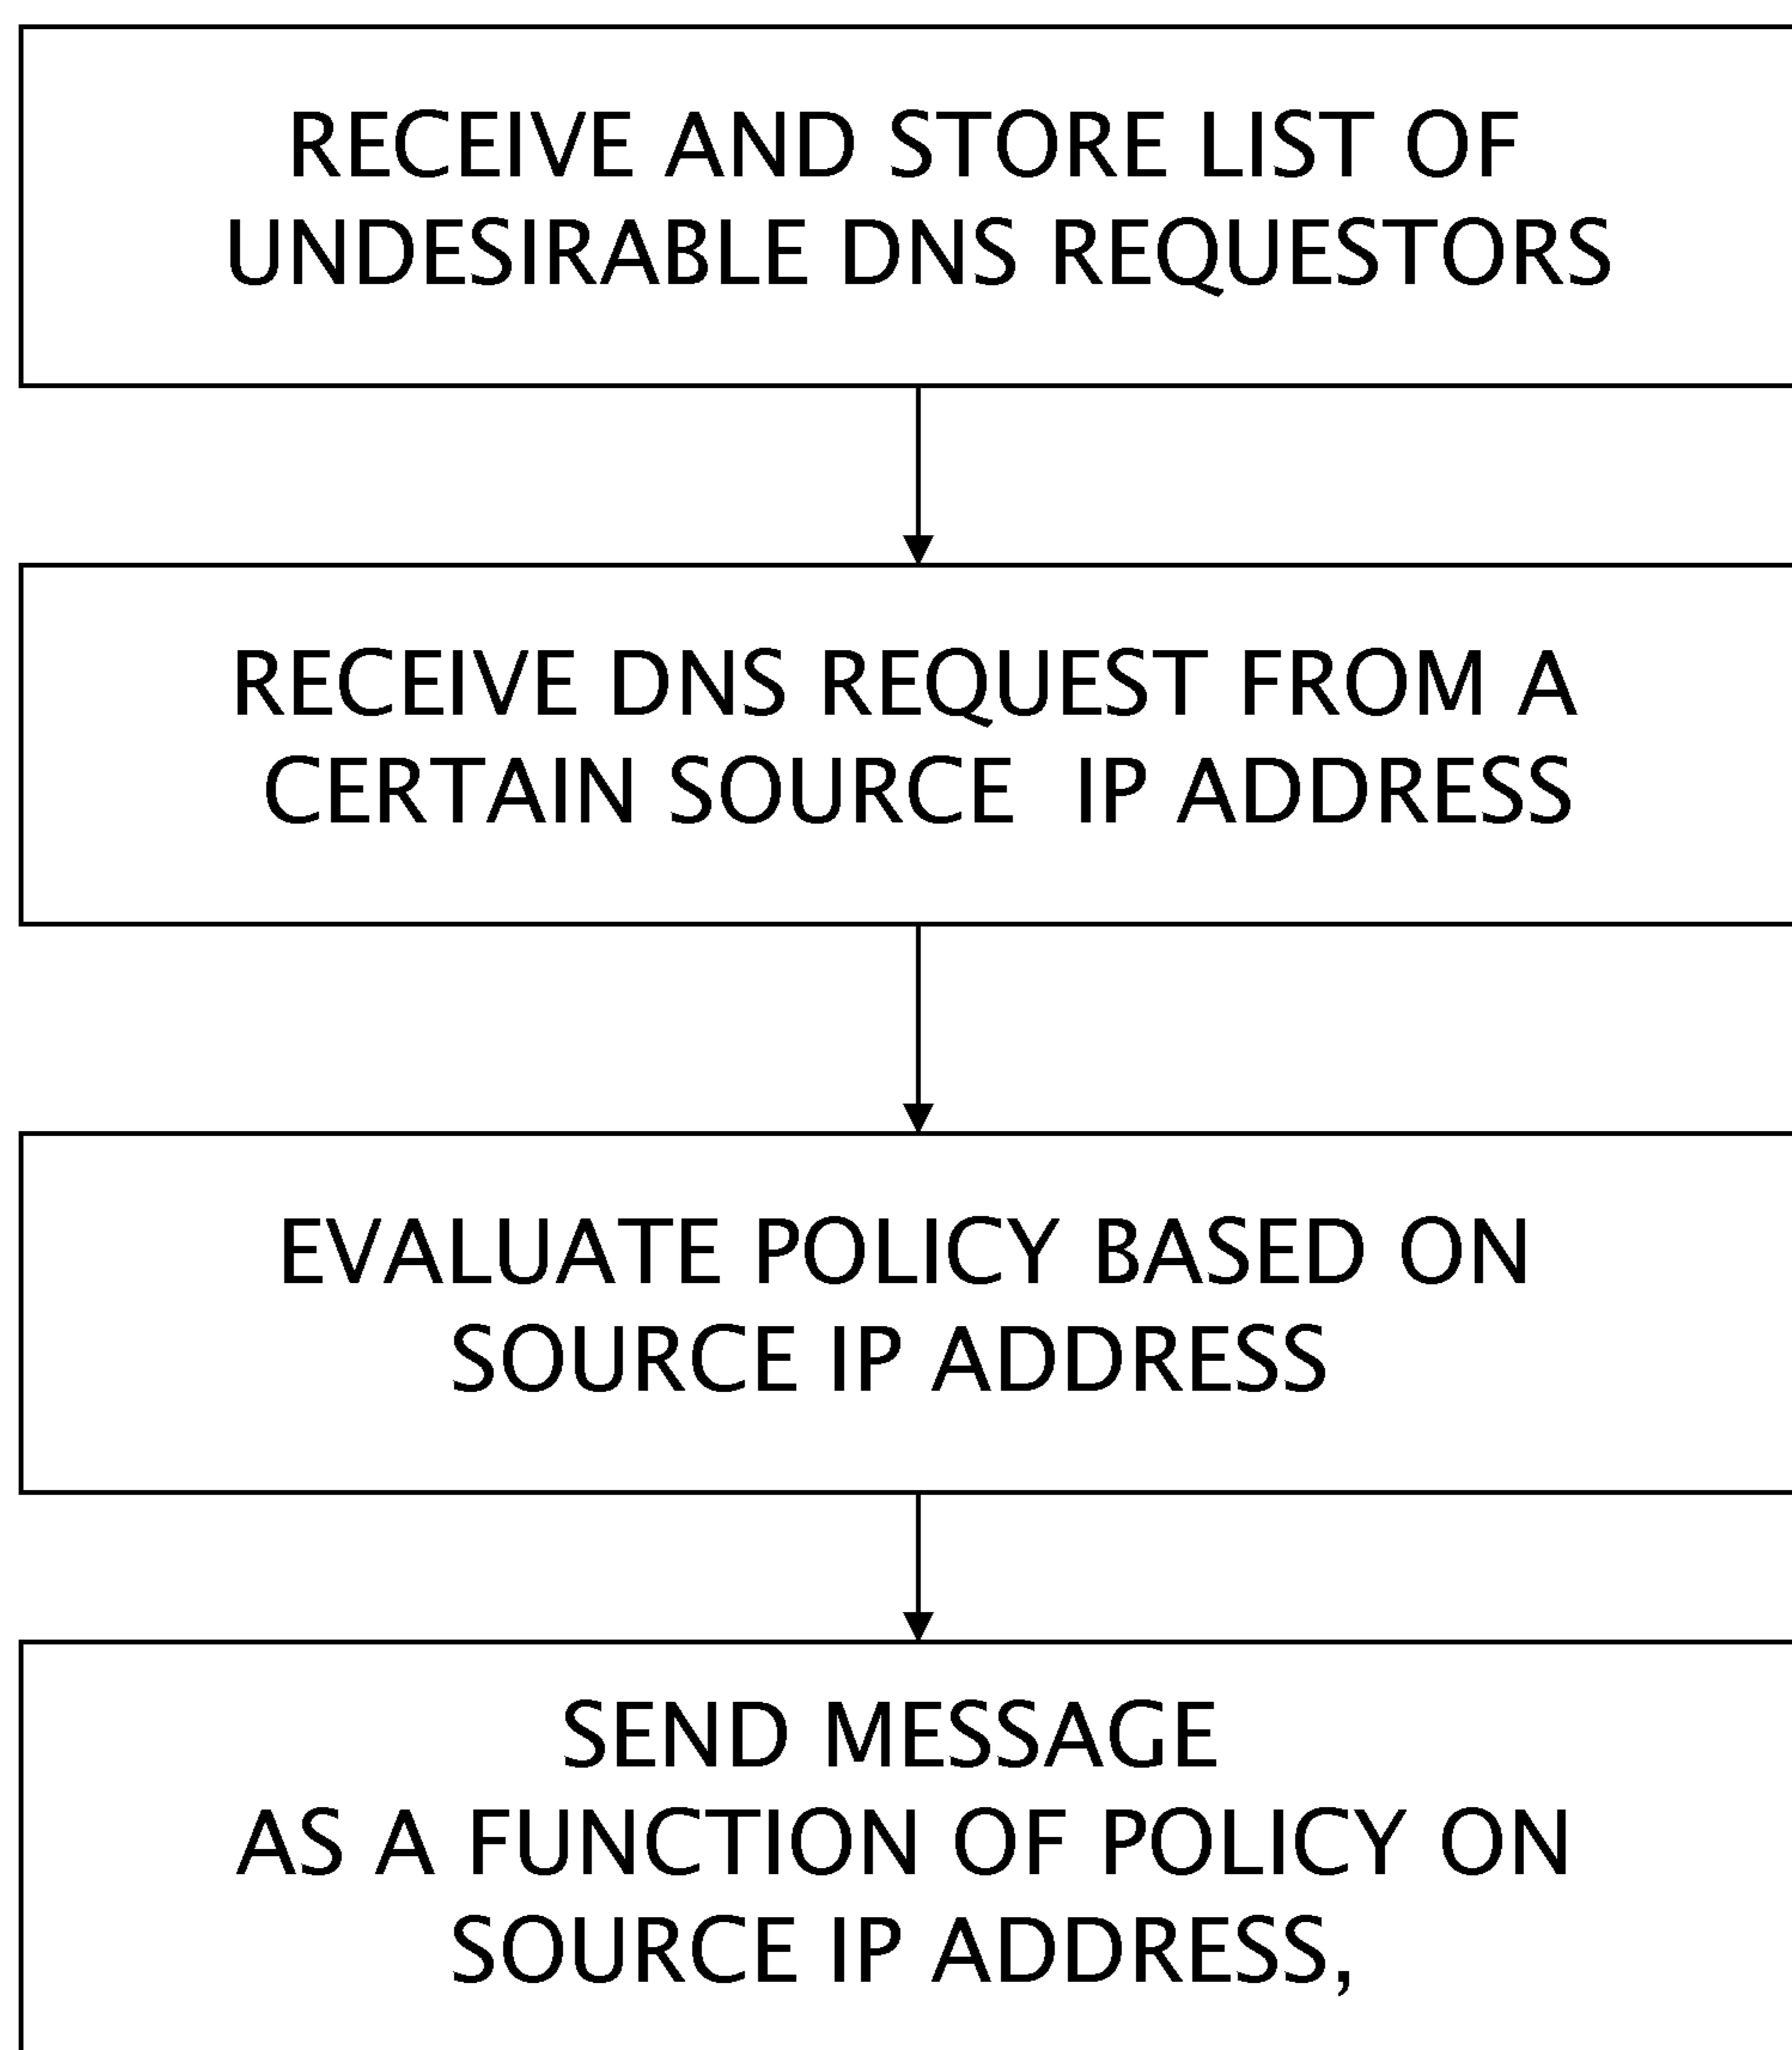 RECEIVE AND STORE LIST OF
UNDESIRABLE DNS REQUESTORS
RECEIVE DNS REQUEST FROM A
CERTAIN SOURCE  IP ADDRESS
EVALUATE POLICY BASED ON
SOURCE IP ADDRESS
SEND MESSAGE
AS A FUNCTION OF POLICY ON
SOURCE IP ADDRESS,